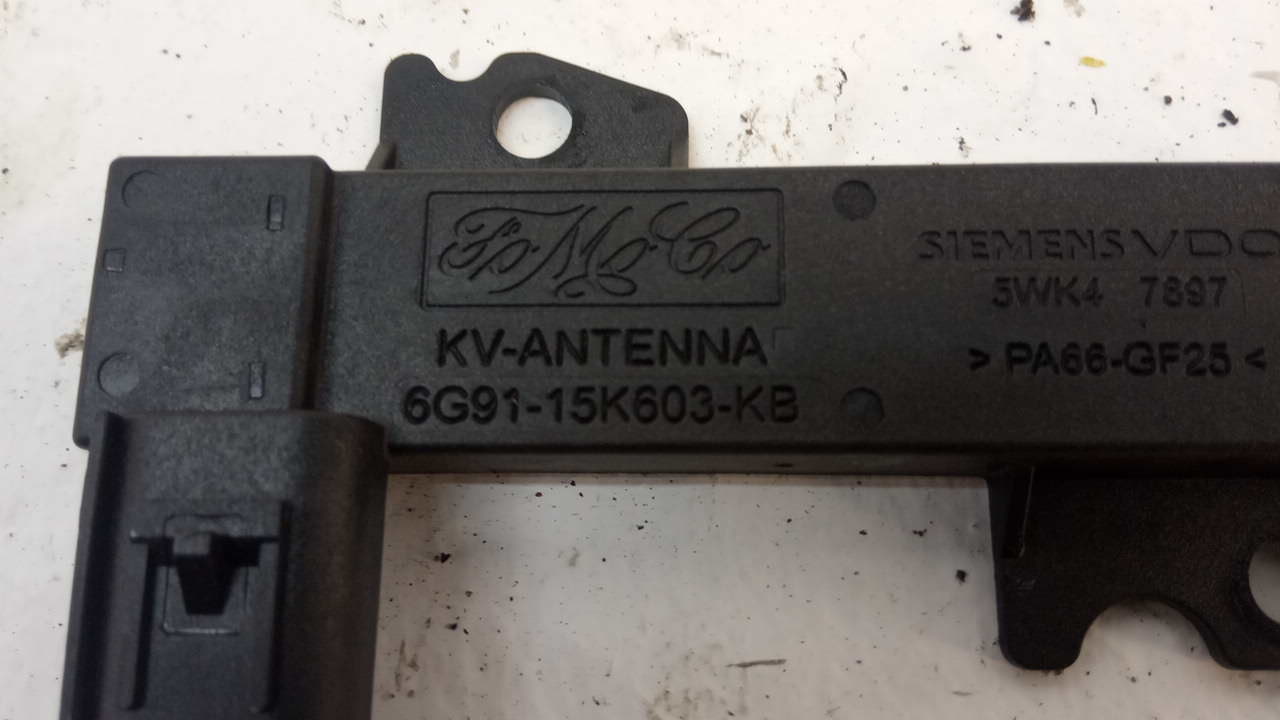 FoMoCo
KV-ANTENNA
6G91-15K603-KB
SIEMENS VDO
5WK4 7897
> PA66-GF25 <